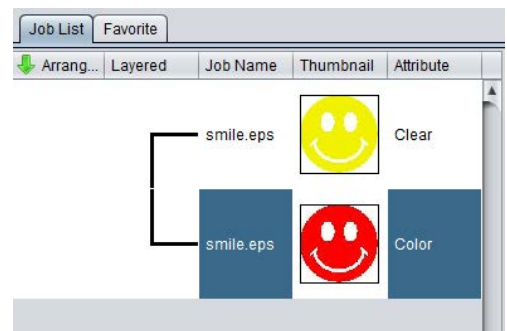 Job List Favorite
Arrang... Layered Job Name Thumbnail Attribute
smile.eps Clear
smile.eps Color